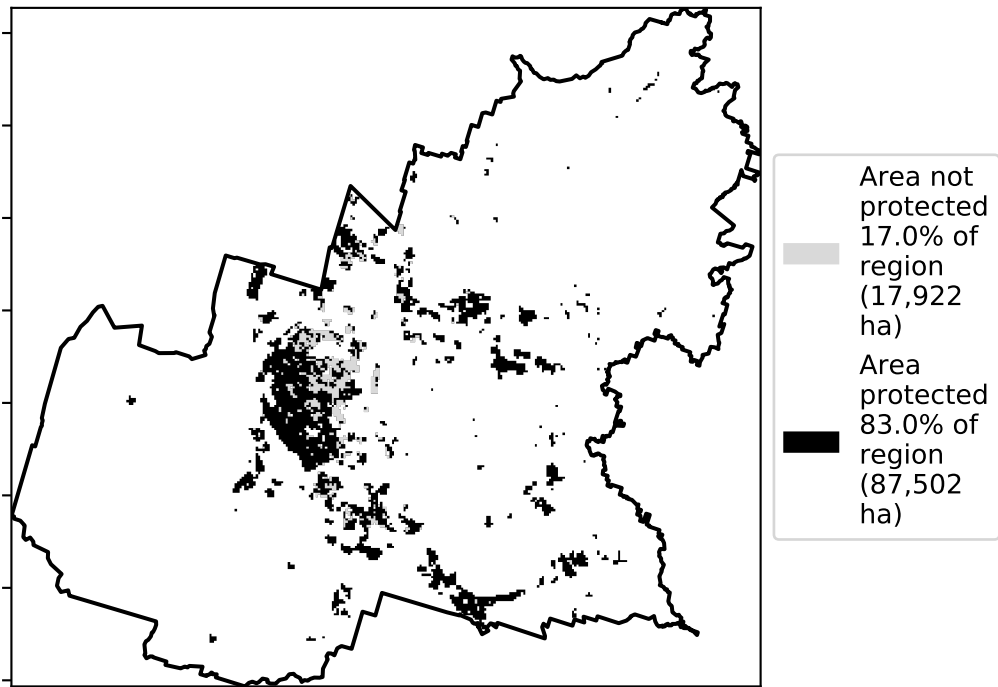 Area not
protected
17.0% of
region
(17,922
ha)
Area
protected
83.0% of
region
(87,502
ha)